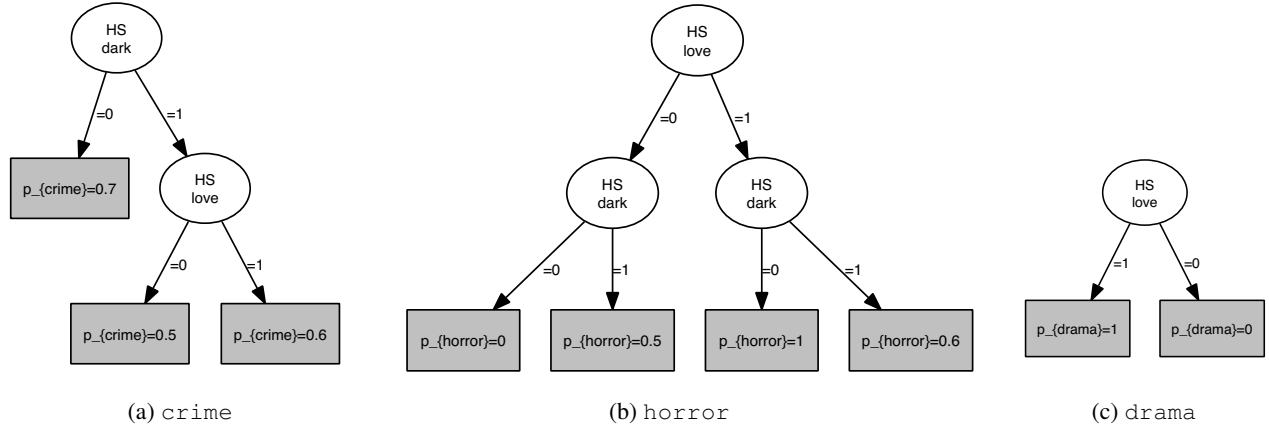 HS
dark
=0
=1
p_{crime}=0.7
HS
love
=0
=1
p_{crime}=0.5
p_{crime}=0.6
(a) crime
HS
love
=0
=1
HS
dark
HS
dark
=0
=1
=0
=1
p_{horror}=0
p_{horror}=0.5
p_{horror}=1
p_{horror}=0.6
(b) horror
HS
love
=1
=0
p_{drama}=1
p_{drama}=0
(c) drama